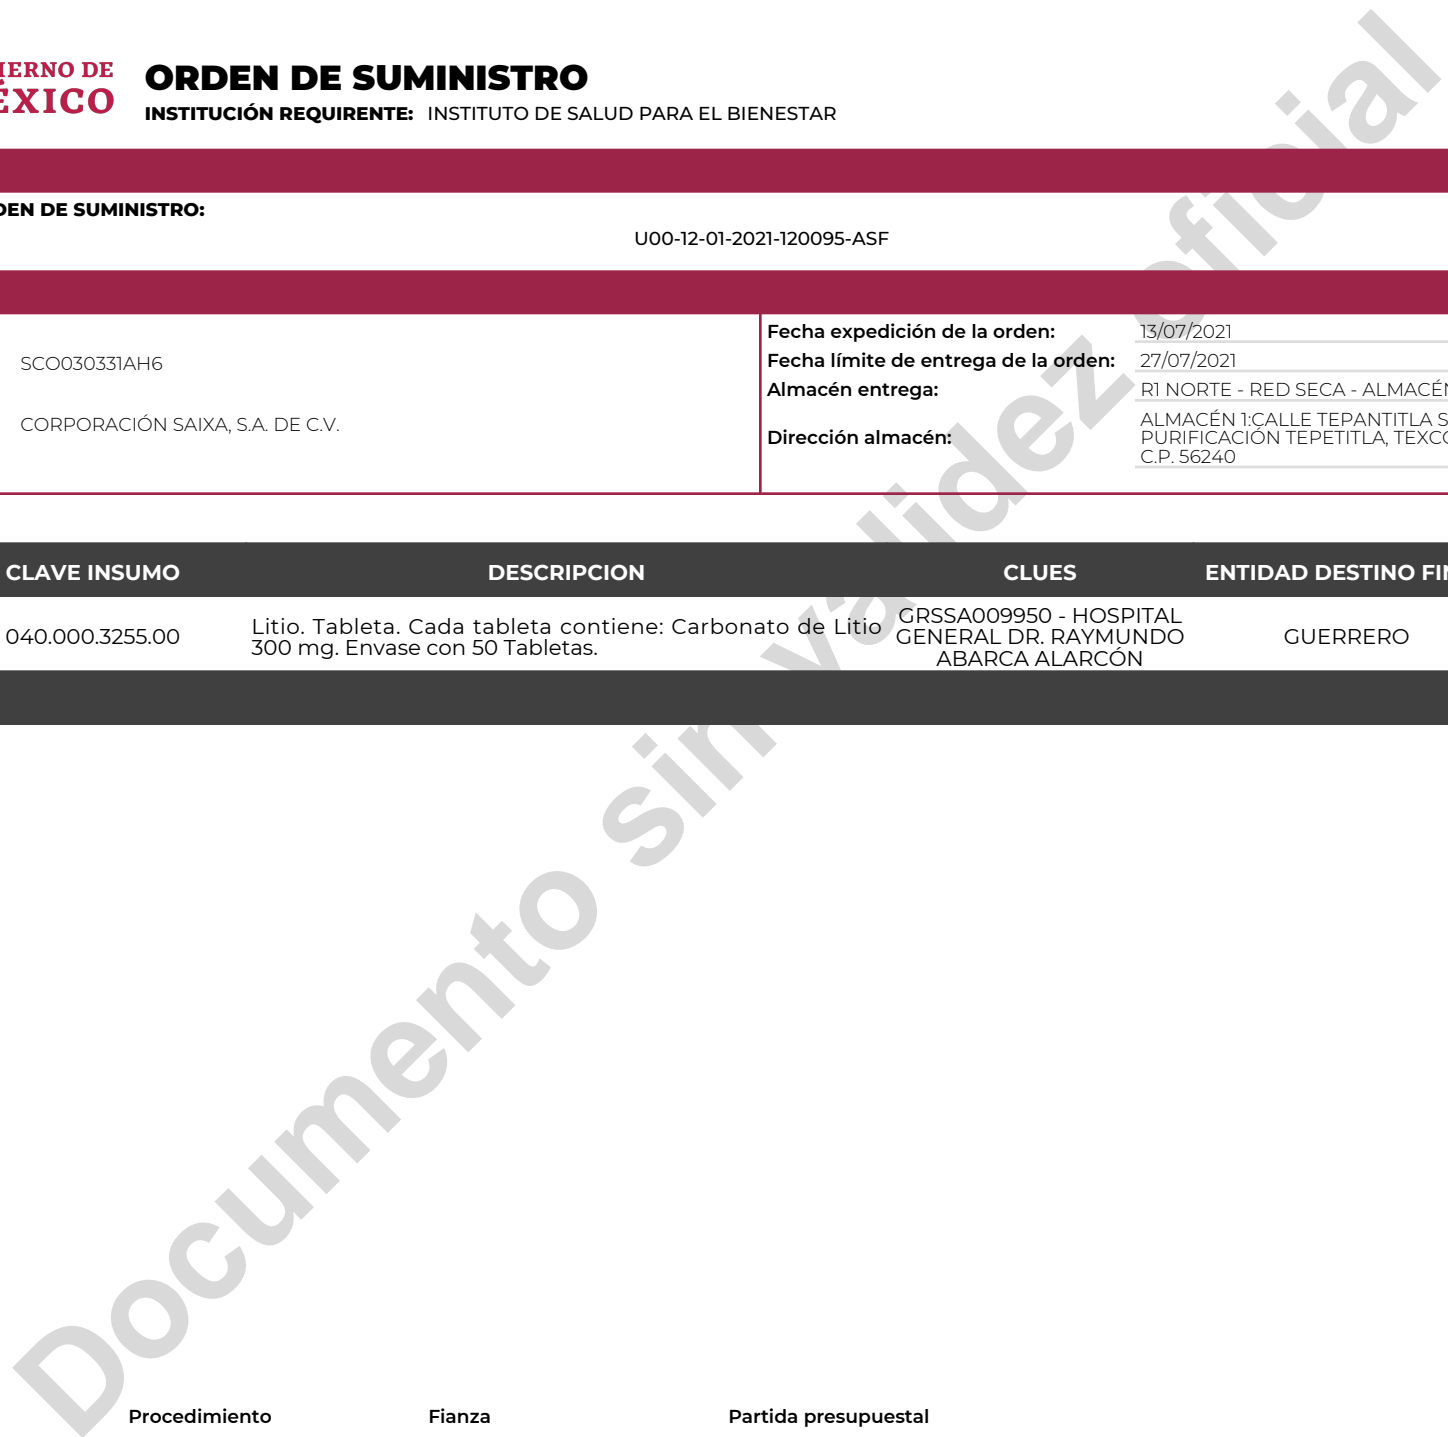 IERNO DE
ÉXICO
ORDEN DE SUMINISTRO
INSTITUCIÓN REQUIRENTE: INSTITUTO DE SALUD PARA EL BIENESTAR
DEN DE SUMINISTRO:
U00-12-01-2021-120095-ASF
SCO030331AH6
CORPORACIÓN SAIXA, S.A. DE C.V.
Fecha expedición de la orden: 13/07/2021
Fecha límite de entrega de la orden: 27/07/2021
Almacén entrega: R1 NORTE - RED SECA - ALMACÉN
Dirección almacén: ALMACÉN 1:CALLE TEPANTITLA S
PURIFICACIÓN TEPETITLA, TEXCO
C.P. 56240
CLAVE INSUMO DESCRIPCION CLUES ENTIDAD DESTINO FIN
040.000.3255.00
Litio. Tableta. Cada tableta contiene: Carbonato de Litio
300 mg. Envase con 50 Tabletas.
GRSSA009950 - HOSPITAL
GENERAL DR. RAYMUNDO
ABARCA ALARCÓN
GUERRERO
Documento sin validez oficial
Procedimiento Fianza Partida presupuestal